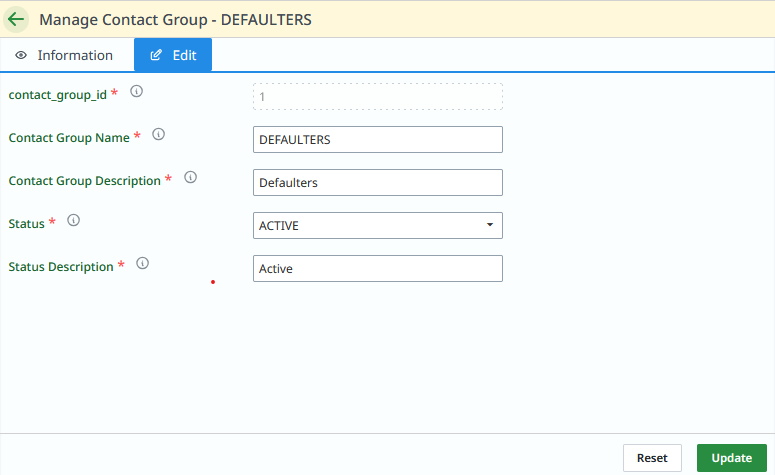 Manage Contact Group - DEFAULTERS
Information Edit
contact_group_id * 1
Contact Group Name * DEFAULTERS
Contact Group Description * Defaulters
Status * ACTIVE
Status Description * Active
Reset Update